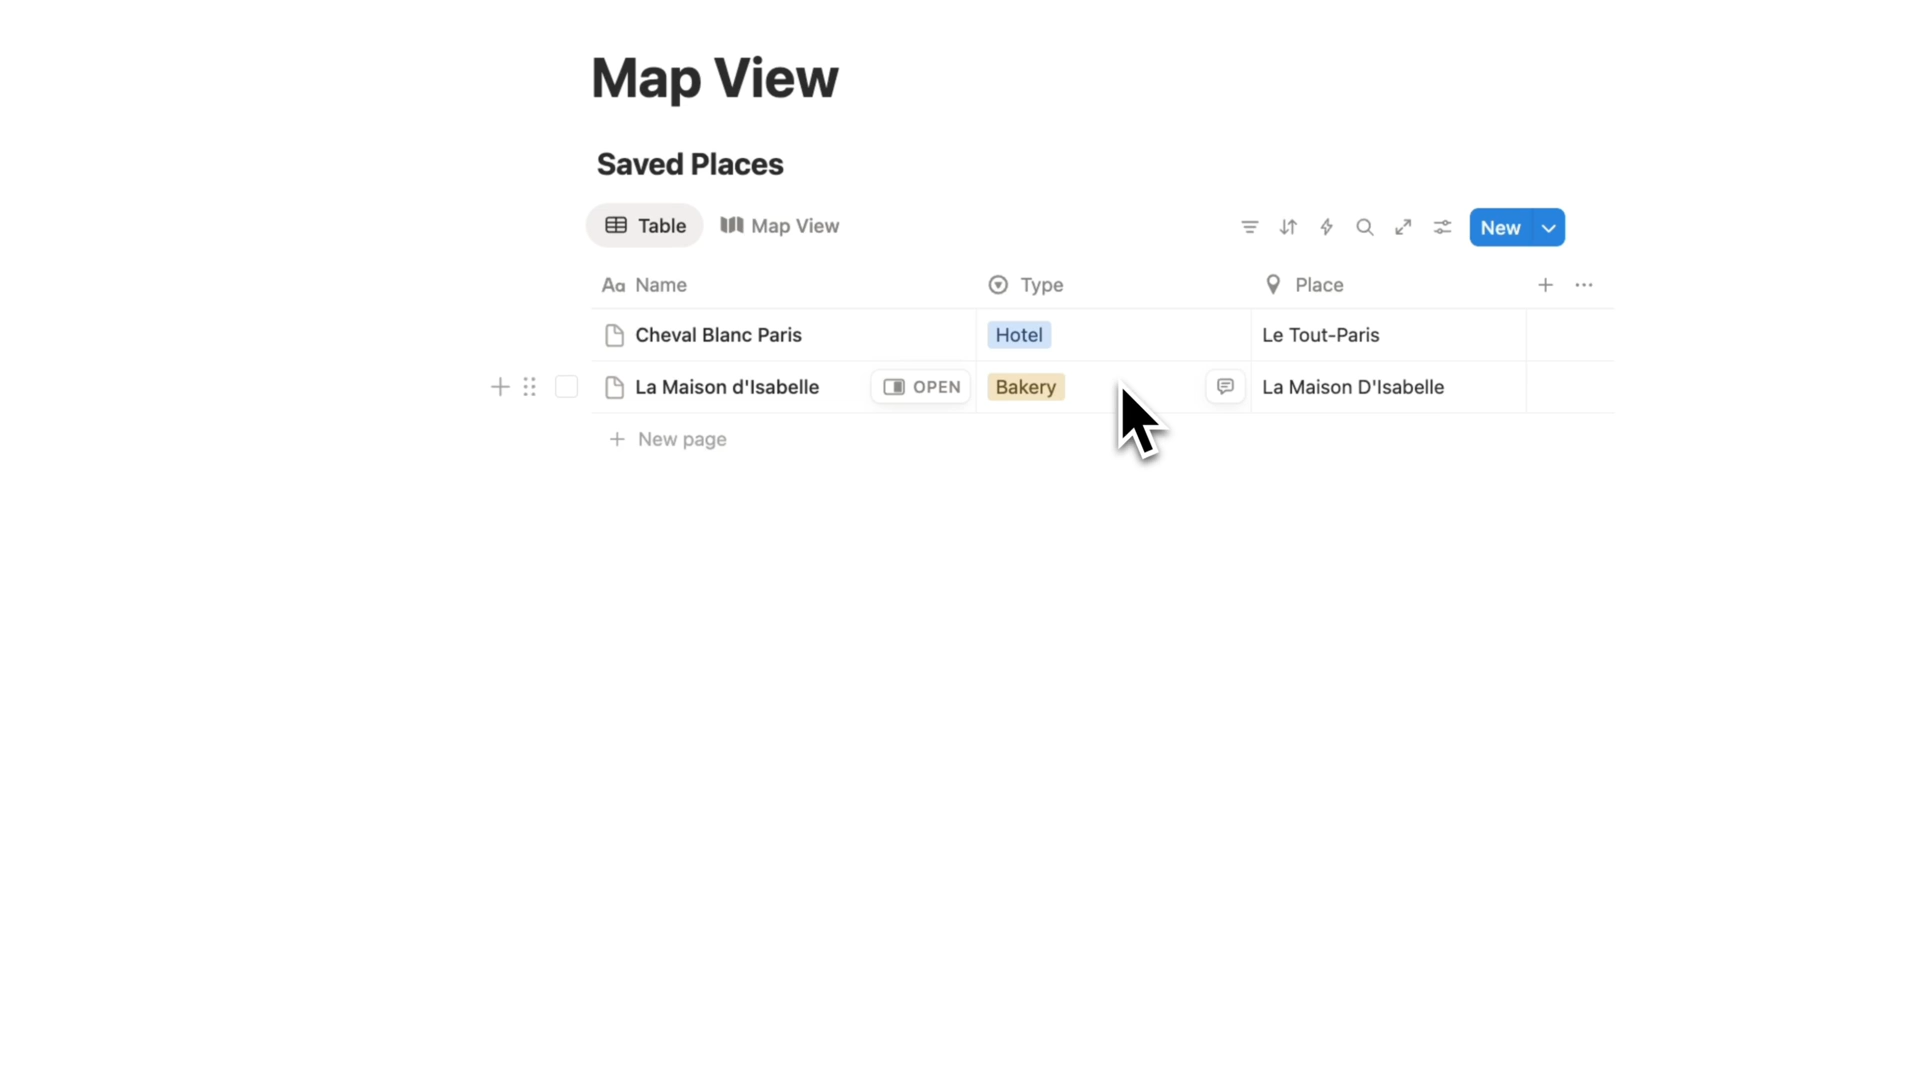 Map View
Saved Places
Table Map View New
Aa Name Type Place
Cheval Blanc Paris Hotel Le Tout-Paris
La Maison d'Isabelle OPEN Bakery La Maison D'Isabelle
New page